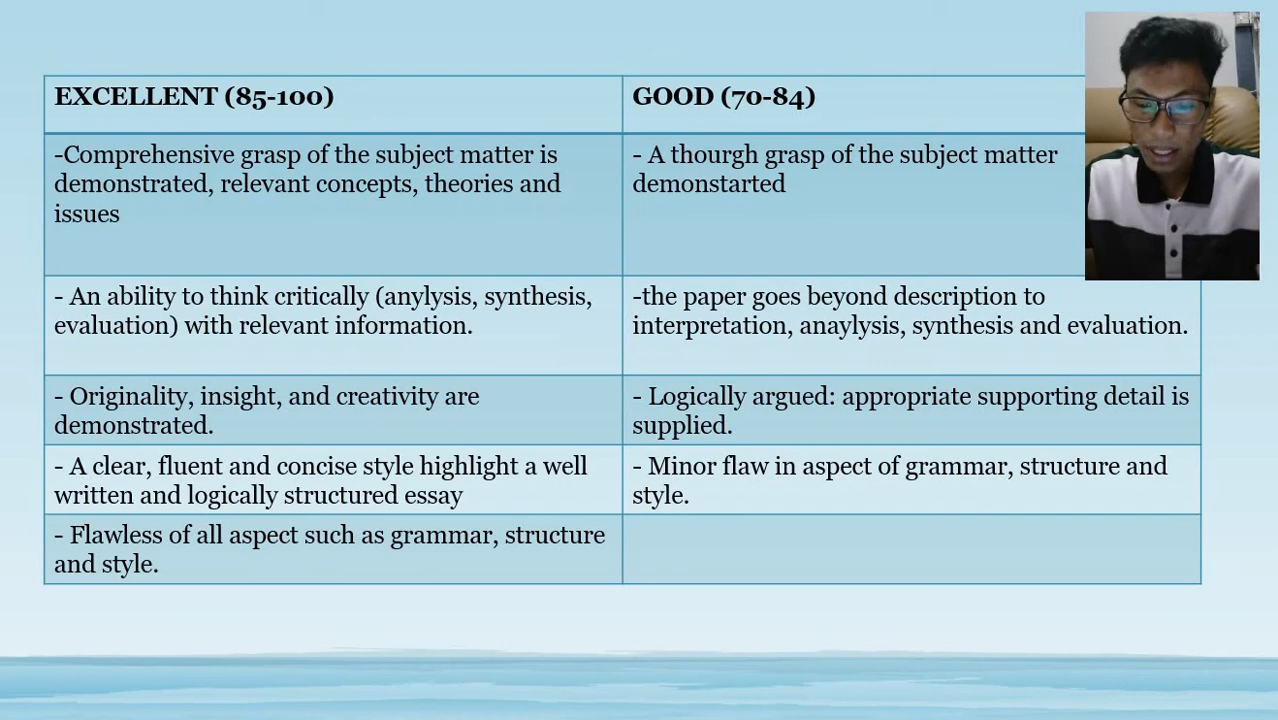 EXCELLENT (85-100)
GOOD (70-84)
-Comprehensive grasp of the subject matter is
demonstrated, relevant concepts, theories and
issues
- A thourgh grasp of the subject matter
demonstarted
- An ability to think critically (anylysis, synthesis,
evaluation) with relevant information.
-the paper goes beyond description to
interpretation, anaylysis, synthesis and evaluation.
- Originality, insight, and creativity are
demonstrated.
- Logically argued: appropriate supporting detail is
supplied.
- A clear, fluent and concise style highlight a well
written and logically structured essay
- Minor flaw in aspect of grammar, structure and
style.
- Flawless of all aspect such as grammar, structure
and style.